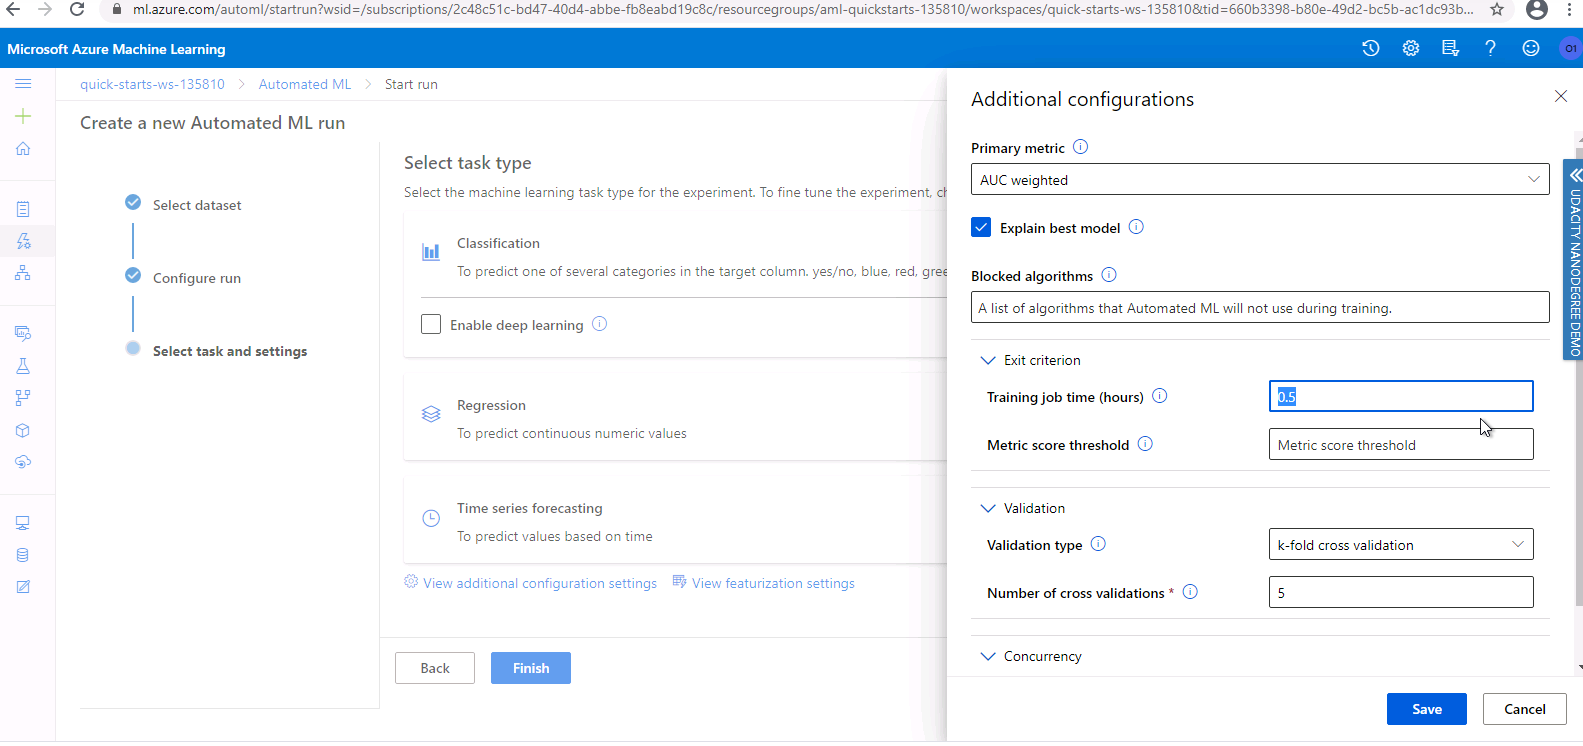 ml.azure.com/automl/startrun?wsid=/subscriptions/2c48c51c-bd47-40d4-abbe-fb8eabd19c8c/resourcegroups/aml-quickstarts-135810/workspaces/quick-starts-ws-135810&tid=660b3398-b80e-49d2-bc5b-ac1dc93b...
Microsoft Azure Machine Learning
O1
quick-starts-ws-135810 > Automated ML > Start run
Create a new Automated ML run
Select dataset
Configure run
Select task and settings
Select task type
Select the machine learning task type for the experiment. To fine tune the experiment, ch
Classification
To predict one of several categories in the target column. yes/no, blue, red, gree
Enable deep learning
Regression
To predict continuous numeric values
Time series forecasting
To predict values based on time
View additional configuration settings
View featurization settings
Back
Finish
Additional configurations
Primary metric
AUC weighted
Explain best model
Blocked algorithms
A list of algorithms that Automated ML will not use during training.
Exit criterion
Training job time (hours)
0.5
Metric score threshold
Metric score threshold
Validation
Validation type
k-fold cross validation
Number of cross validations *
5
Concurrency
Save
Cancel
UDACITY NANODEGREE DEMO